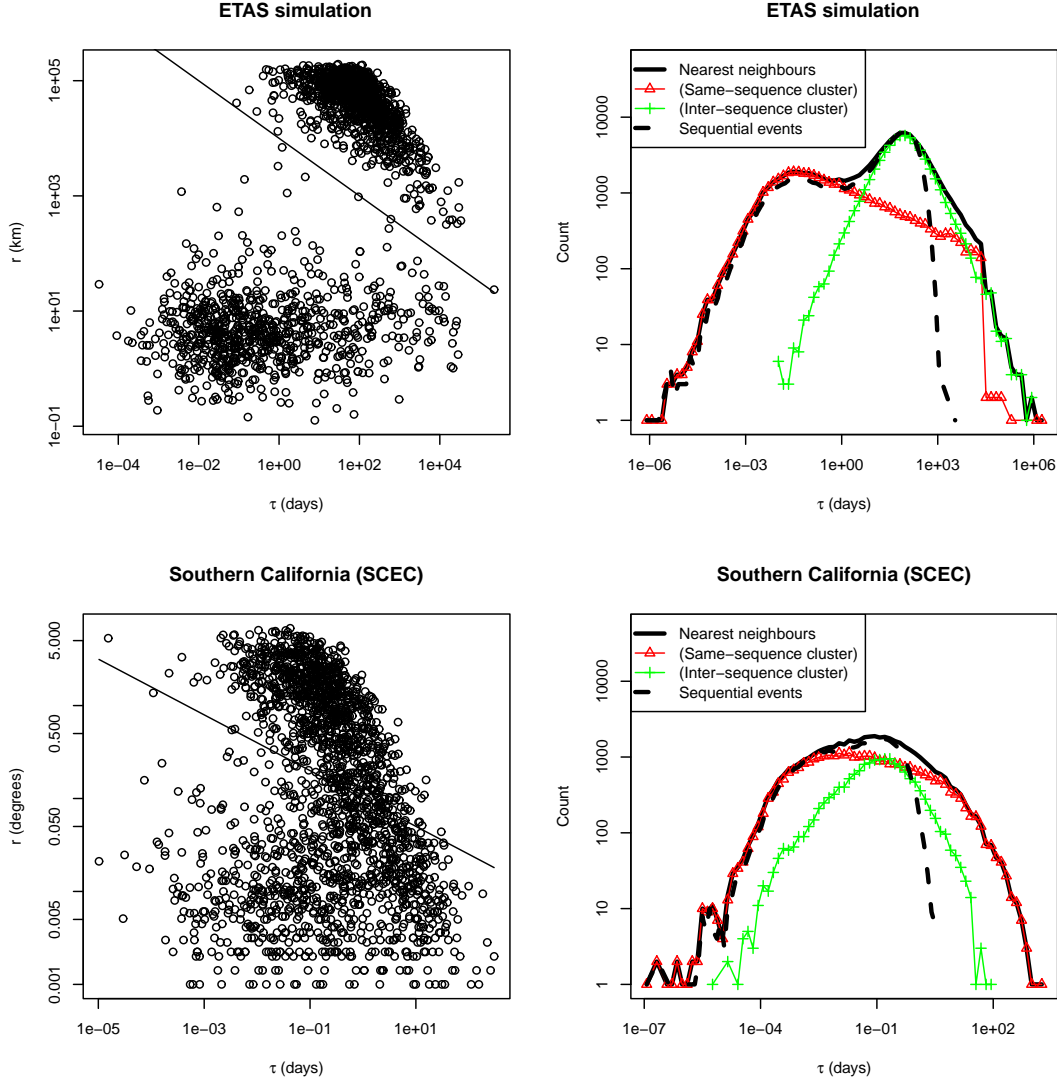 ETAS simulation
1e+05
1e+03
1e+01
1e−01
r (km)
1e−04
1e−02
1e+00
1e+02
1e+04
τ (days)
ETAS simulation
Nearest neighbours
(Same−sequence cluster)
(Inter−sequence cluster)
Sequential events
10000
1000
100
10
1
Count
1e−06
1e−03
1e+00
1e+03
1e+06
τ (days)
Southern California (SCEC)
5.000
0.500
0.050
0.005
0.001
r (degrees)
1e−05
1e−03
1e−01
1e+01
τ (days)
Southern California (SCEC)
Nearest neighbours
(Same−sequence cluster)
(Inter−sequence cluster)
Sequential events
10000
1000
100
10
1
Count
1e−07
1e−04
1e−01
1e+02
τ (days)